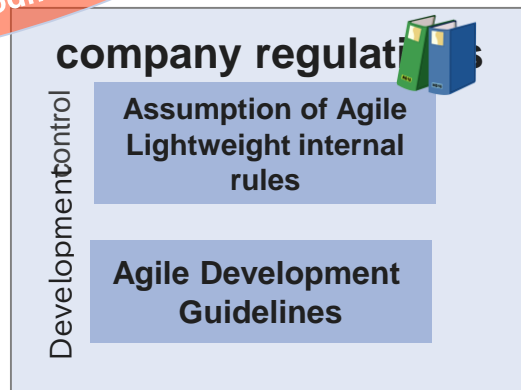 company regulati s
Assumption of Agile
Lightweight internal
rules
Development control
Agile Development
Guidelines